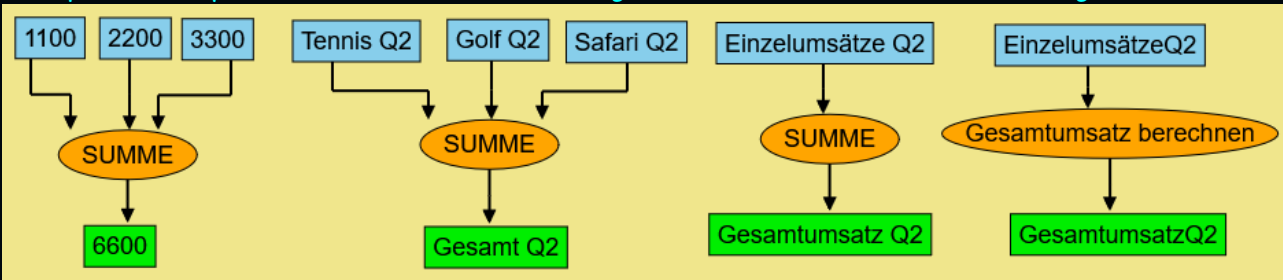 1100 2200 3300
SUMME
6600
Tennis Q2 Golf Q2 Safari Q2
SUMME
Gesamt Q2
Einzelumsätze Q2
SUMME
Gesamtumsatz Q2
EinzelumsätzeQ2
Gesamtumsatz berechnen
GesamtumsatzQ2